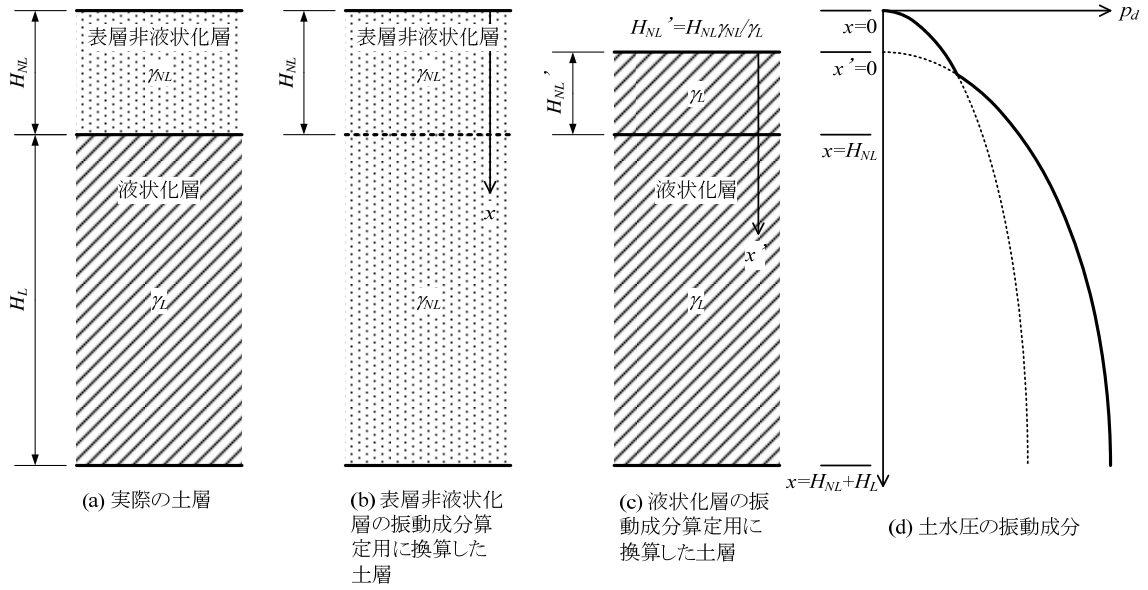 H_NL
表層非液状化層
γ_NL
H_L
液状化層
γ_L
(a) 実際の土層
H_NL
表層非液状化層
γ_NL
x
γ_NL
(b) 表層非液状化
層の振動成分算
定用に換算した
土層
H_NL'=H_NLγ_NL/γ_L
H_NL'
γ_L
液状化層
x'
γ_L
(c) 液状化層の振
動成分算定用に
換算した土層
p_d
x=0
x'=0
x=H_NL
x=H_NL+H_L
(d) 土水圧の振動成分